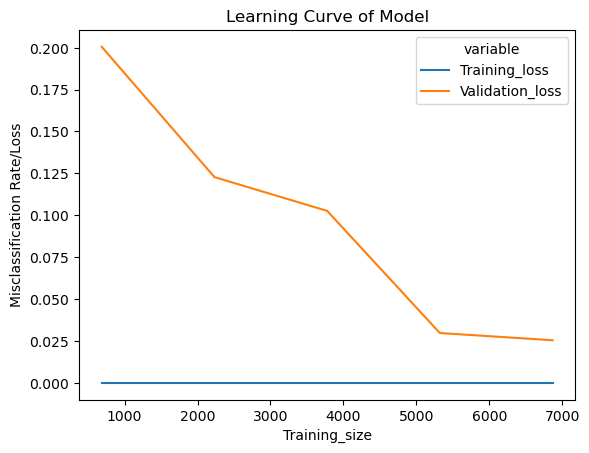 Learning Curve of Model
variable
Training_loss
Validation_loss
Misclassification Rate/Loss
0.200
0.175
0.150
0.125
0.100
0.075
0.050
0.025
0.000
1000 2000 3000 4000 5000 6000 7000
Training_size